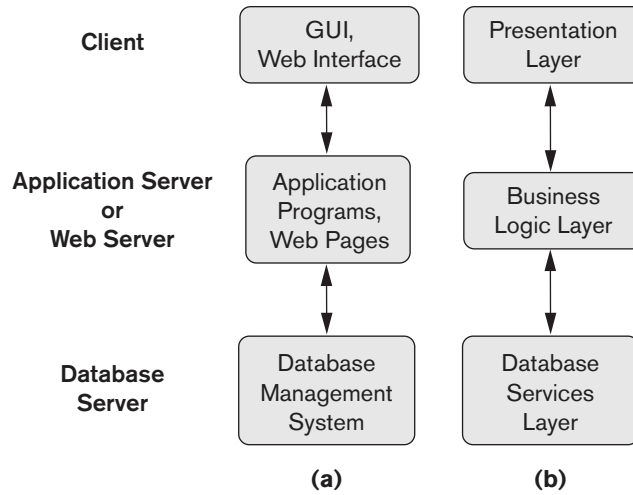 Client
GUI,
Web Interface
Presentation
Layer
Application Server
or
Web Server
Application
Programs,
Web Pages
Business
Logic Layer
Database
Server
Database
Management
System
Database
Services
Layer
(a)
(b)